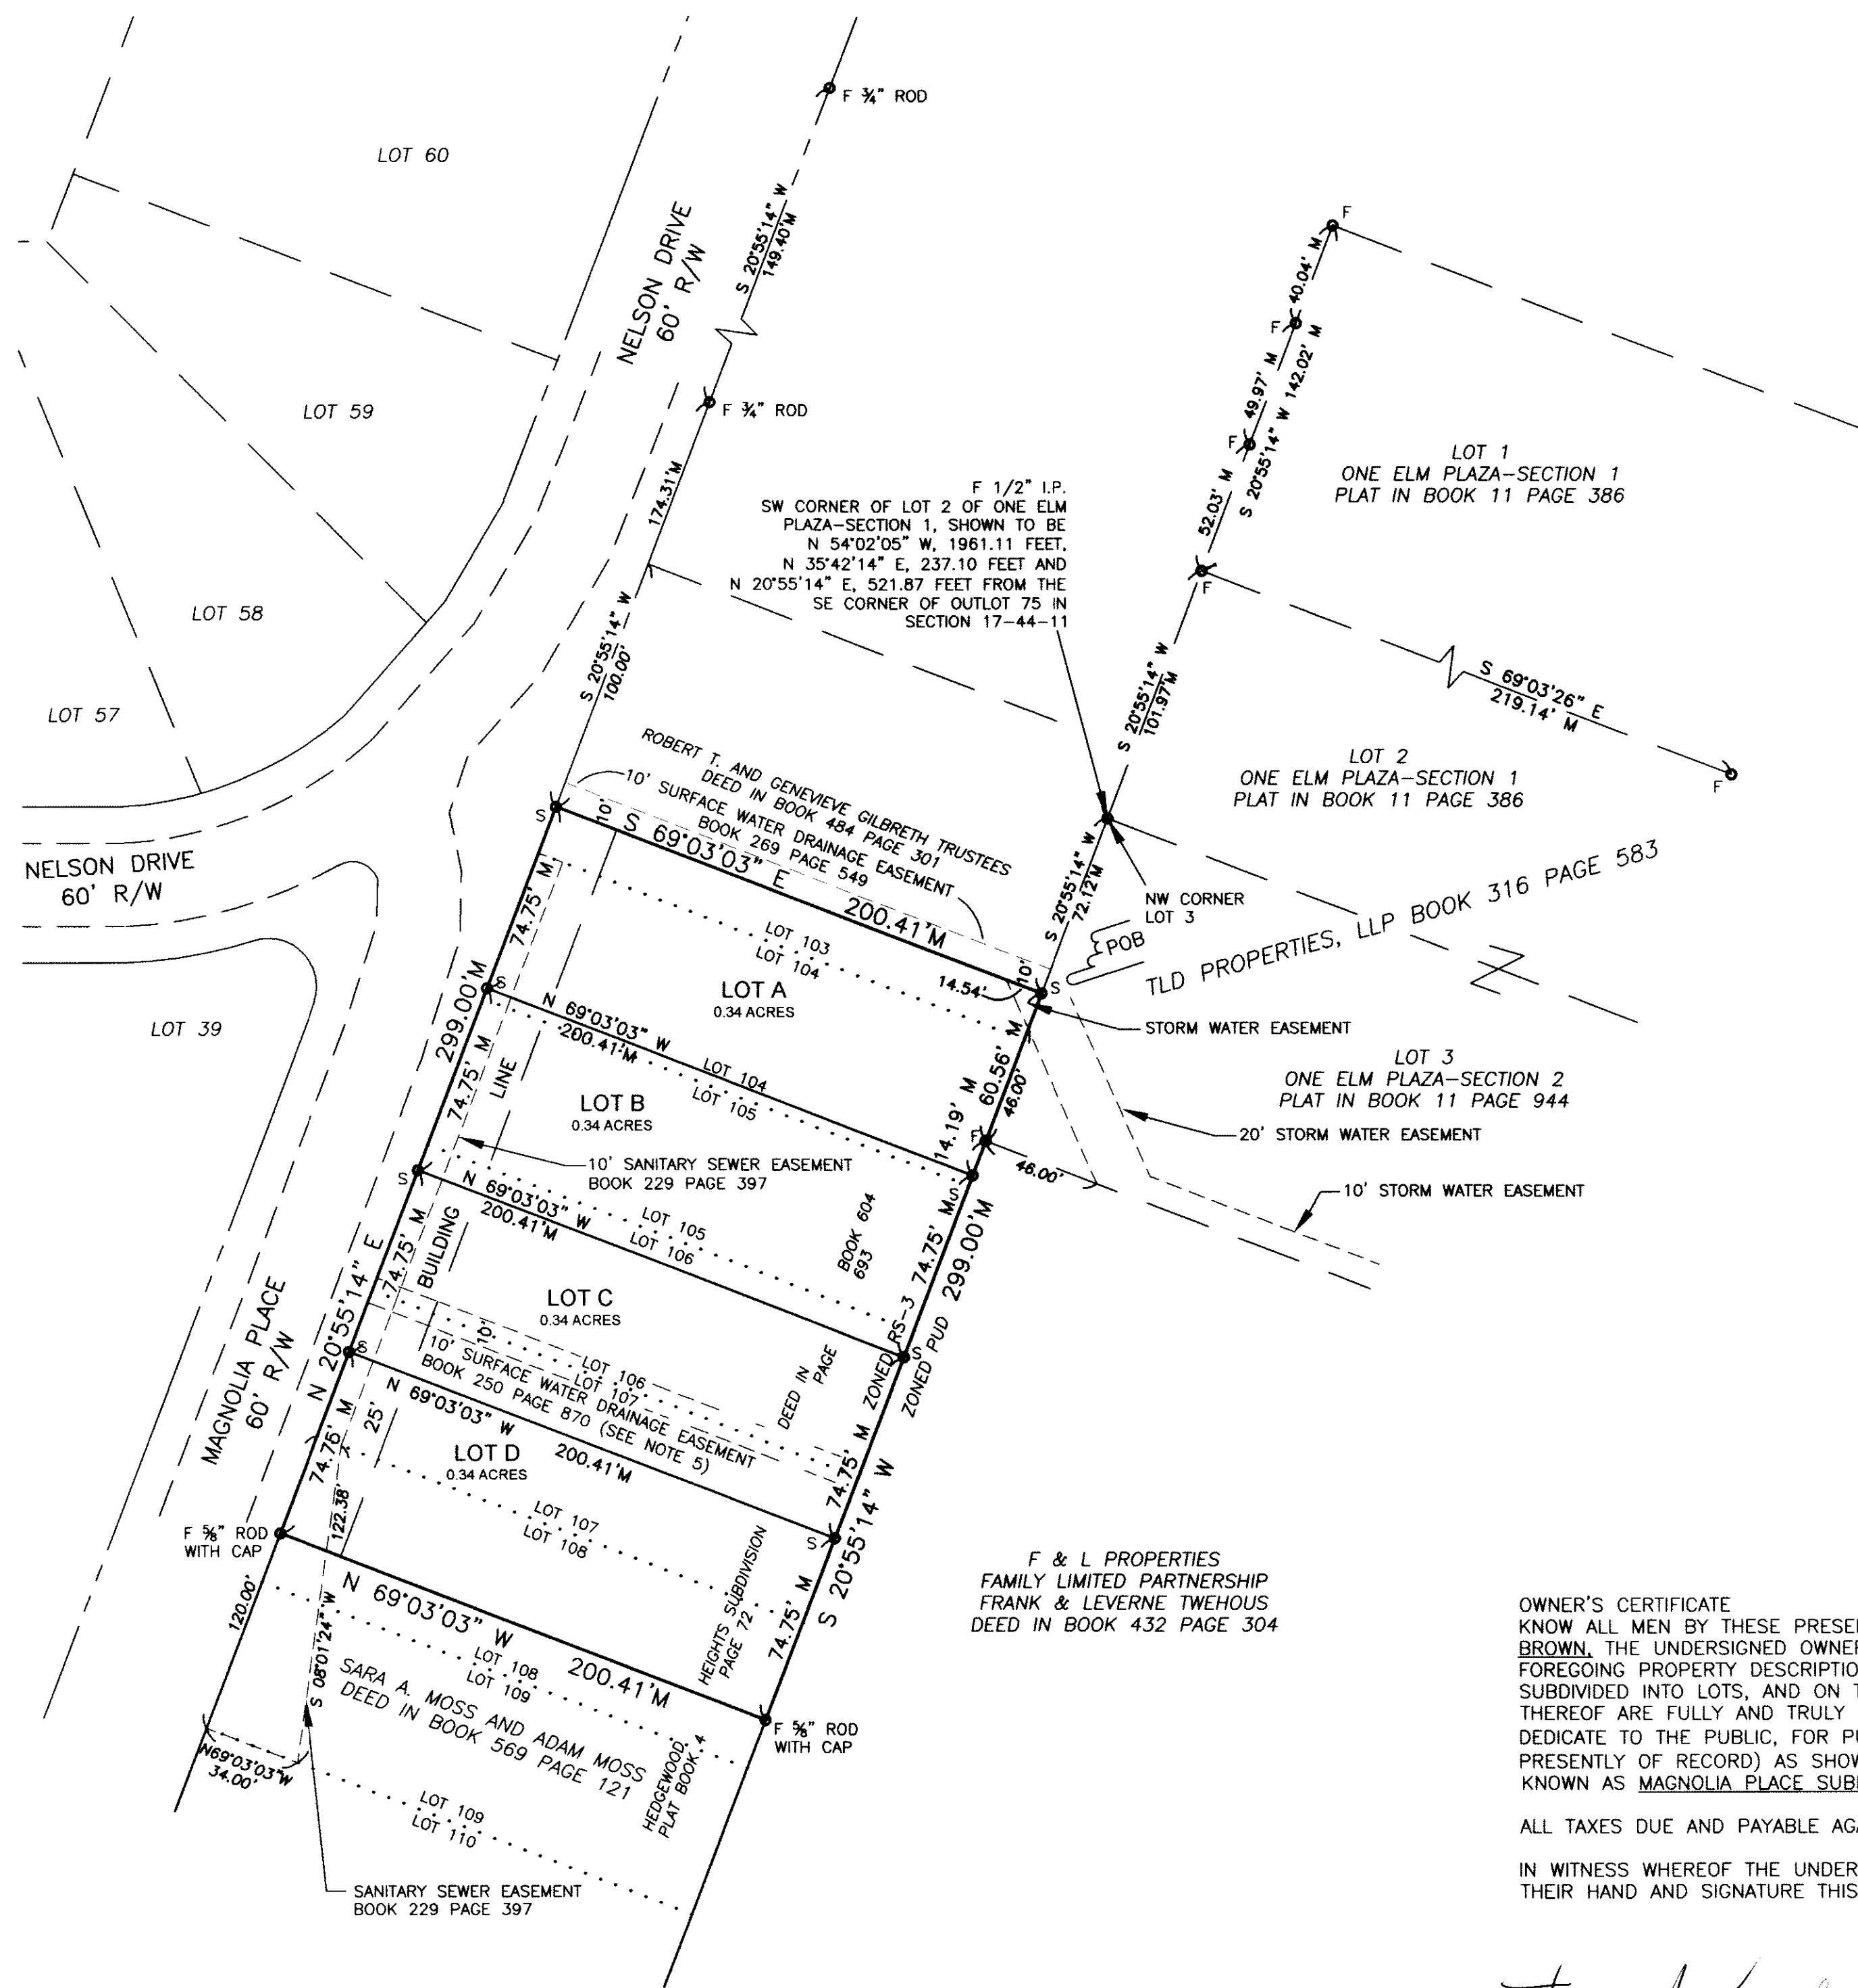 F ¾" ROD
LOT 60
NELSON DRIVE
60' R/W
S 20°55'14" W
149.40'M
F
40.04' M
F
49.97' M
S 20°55'14" W 142.02' M
F
52.03' M
F
F ¾" ROD
LOT 59
174.31'M
LOT 1
ONE ELM PLAZA-SECTION 1
PLAT IN BOOK 11 PAGE 386
F 1/2" I.P.
SW CORNER OF LOT 2 OF ONE ELM
PLAZA-SECTION 1, SHOWN TO BE
N 54°02'05" W, 1961.11 FEET,
N 35°42'14" E, 237.10 FEET AND
N 20°55'14" E, 521.87 FEET FROM THE
SE CORNER OF OUTLOT 75 IN
SECTION 17-44-11
LOT 58
S 20°55'14" W
100.00'
S 20°55'14" W
101.97'M
S 69°03'26" E
219.14' M
F
LOT 57
LOT 2
ONE ELM PLAZA-SECTION 1
PLAT IN BOOK 11 PAGE 386
ROBERT T. AND GENEVIEVE GILBRETH TRUSTEES
DEED IN BOOK 484 PAGE 301
10' SURFACE WATER DRAINAGE EASEMENT
BOOK 269 PAGE 549
S
10'
S 69°03'03" E
200.41'M
S 20°55'14" W
72.12'M
NW CORNER
LOT 3
POB
TLD PROPERTIES, LLP BOOK 316 PAGE 583
NELSON DRIVE
60' R/W
74.75' M
LOT 103
LOT 104
LOT A
0.34 ACRES
14.54'
10'
S
STORM WATER EASEMENT
LOT 39
299.00'M
S
N 69°03'03" W
200.41'M
LOT 104
LOT 105
60.56' M
46.00'
LOT 3
ONE ELM PLAZA-SECTION 2
PLAT IN BOOK 11 PAGE 944
20' STORM WATER EASEMENT
74.75' M
LINE
LOT B
0.34 ACRES
14.19' M
F
46.00'
10' STORM WATER EASEMENT
10' SANITARY SEWER EASEMENT
BOOK 229 PAGE 397
S
S
N 69°03'03" W
200.41'M
LOT 105
LOT 106
BOOK 604
693
74.75' M
299.00'M
74.75' M
BUILDING
LOT C
0.34 ACRES
ZONED RS-3
ZONED PUD
S
MAGNOLIA PLACE
60' R/W
N 20°55'14" E
S
10'
LOT 106
LOT 107
10' SURFACE WATER DRAINAGE EASEMENT
BOOK 250 PAGE 870 (SEE NOTE 5)
DEED IN
PAGE
N 69°03'03" W
200.41'M
74.75' M
25'
LOT D
0.34 ACRES
74.75' M
S 20°55'14" W
S
LOT 107
LOT 108
122.38'
F ⅝" ROD
WITH CAP
N 69°03'03" W
200.41'M
HEIGHTS SUBDIVISION
PAGE 72
74.75' M
F & L PROPERTIES
FAMILY LIMITED PARTNERSHIP
FRANK & LEVERNE TWEHOUS
DEED IN BOOK 432 PAGE 304
120.00'
S 08°01'24" W
LOT 108
LOT 109
SARA A. MOSS AND ADAM MOSS
DEED IN BOOK 569 PAGE 121
F ⅝" ROD
WITH CAP
N69°03'03"W
34.00'
HEDGEWOOD
PLAT BOOK 4
LOT 109
LOT 110
SANITARY SEWER EASEMENT
BOOK 229 PAGE 397
OWNER'S CERTIFICATE
KNOW ALL MEN BY THESE PRESE
BROWN, THE UNDERSIGNED OWNER
FOREGOING PROPERTY DESCRIPTIO
SUBDIVIDED INTO LOTS, AND ON T
THEREOF ARE FULLY AND TRULY
DEDICATE TO THE PUBLIC, FOR PU
PRESENTLY OF RECORD) AS SHOW
KNOWN AS MAGNOLIA PLACE SUB
ALL TAXES DUE AND PAYABLE AG
IN WITNESS WHEREOF THE UNDER
THEIR HAND AND SIGNATURE THIS